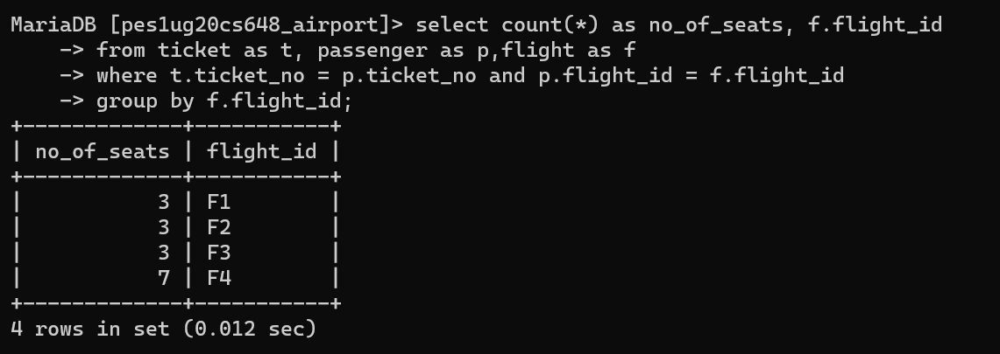 MariaDB [pes1ug20cs648_airport]> select count(*) as no_of_seats, f.flight_id
    -> from ticket as t, passenger as p,flight as f
    -> where t.ticket_no = p.ticket_no and p.flight_id = f.flight_id
    -> group by f.flight_id;
+-------------+-----------+
| no_of_seats | flight_id |
+-------------+-----------+
|           3 | F1        |
|           3 | F2        |
|           3 | F3        |
|           7 | F4        |
+-------------+-----------+
4 rows in set (0.012 sec)